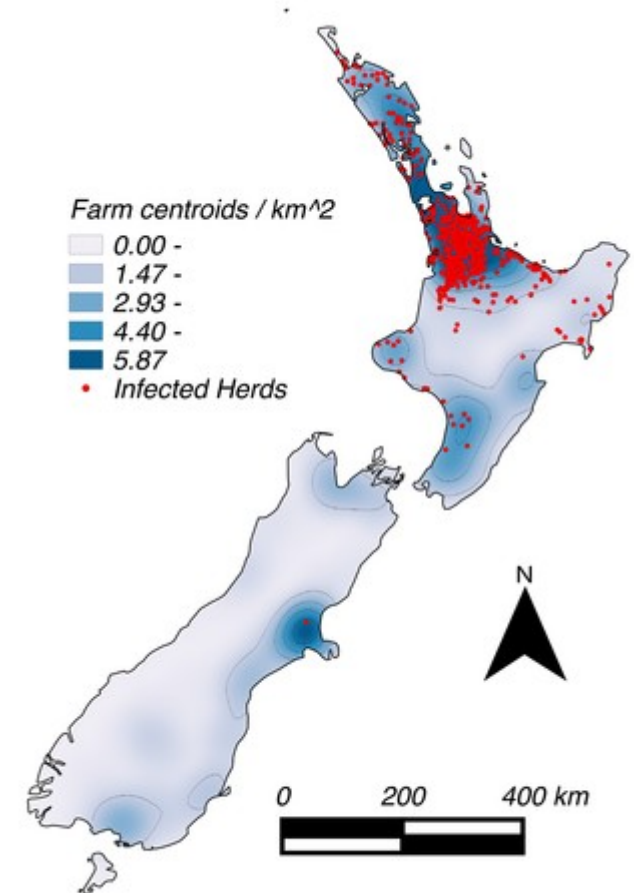 Farm centroids / km^2
0.00 -
1.47 -
2.93 -
4.40 -
5.87
Infected Herds
N
0 200 400 km